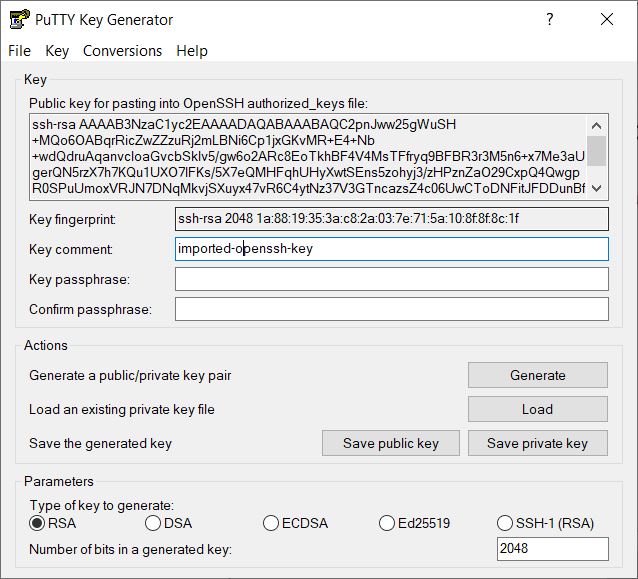 PuTTY Key Generator
File Key Conversions Help
Key
Public key for pasting into OpenSSH authorized_keys file:
ssh-rsa AAAAB3NzaC1yc2EAAAADAQABAAABAQC2pnJww25gWuSH
+MQo6OABqrRicZwZZzuRj2mLBNi6Cp1jxGKvMR+E4+Nb
+wdQdruAqanvcloaGvcbSklv5/gw6o2ARc8EoTkhBF4V4MsTFfryq9BFBR3r3M5n6+x7Me3aU
gerQN5rzX7h7KQu1UXO7lFKs/5X7eQMHFqhUHyXwtSEns5zohyj3/zHPznZaO29CxpQ4Qwgp
R0SPuUmoxVRJN7DNqMkvjSXuyx47vR6C4ytNz37V3GTncazsZ4c06UwCToDNFitJFDDunBf
Key fingerprint:
ssh-rsa 2048 1a:88:19:35:3a:c8:2a:03:7e:71:5a:10:8f:8f:8c:1f
Key comment:
imported-openssh-key
Key passphrase:
Confirm passphrase:
Actions
Generate a public/private key pair
Generate
Load an existing private key file
Load
Save the generated key
Save public key
Save private key
Parameters
Type of key to generate:
RSA DSA ECDSA Ed25519 SSH-1 (RSA)
Number of bits in a generated key:
2048